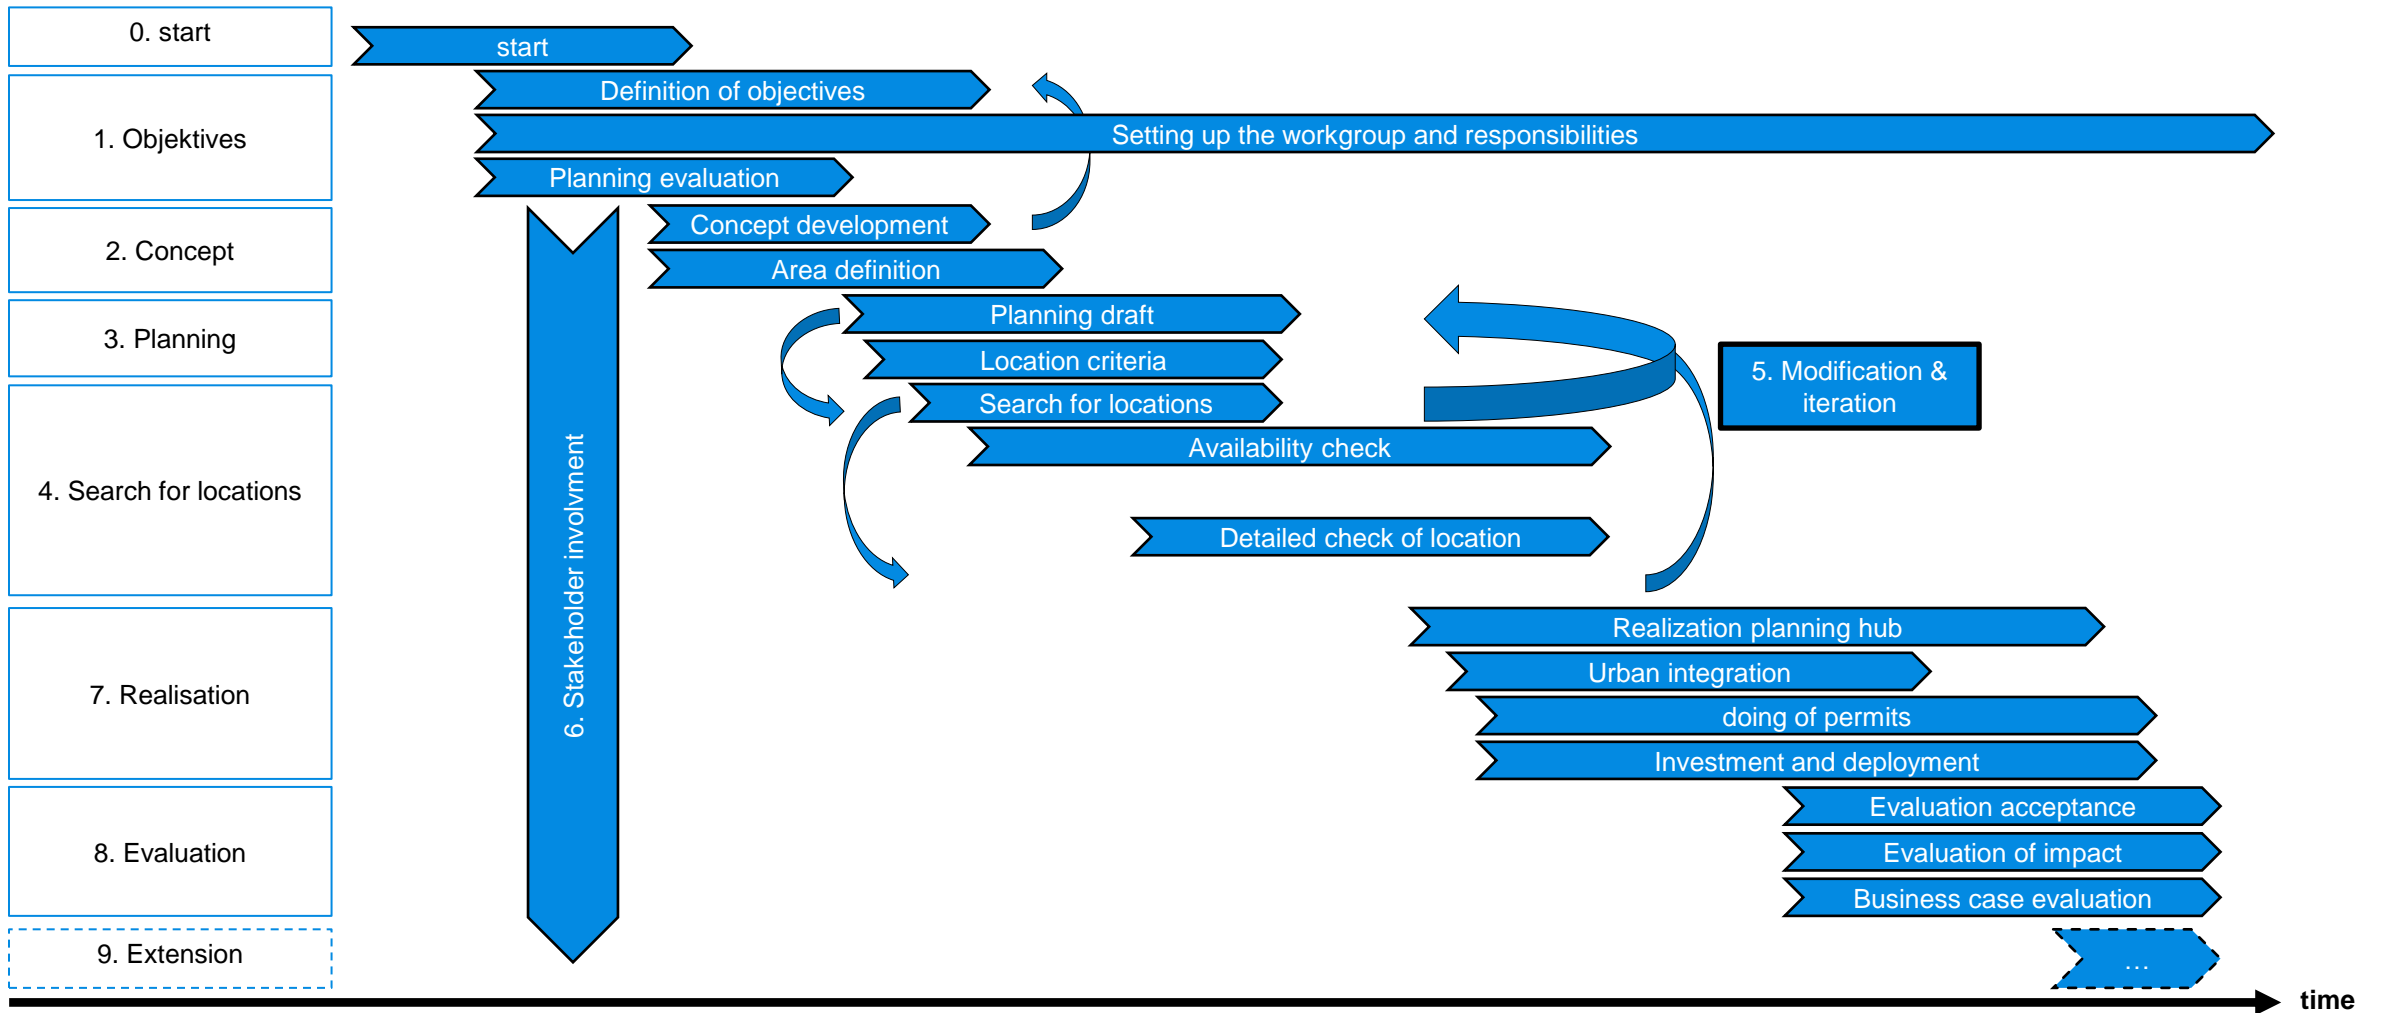 0. start
start
1. Objektives
Definition of objectives
Setting up the workgroup and responsibilities
Planning evaluation
2. Concept
Concept development
Area definition
3. Planning
Planning draft
Location criteria
4. Search for locations
Search for locations
Availability check
Detailed check of location
5. Modification &
iteration
6. Stakeholder involvment
7. Realisation
Realization planning hub
Urban integration
doing of permits
Investment and deployment
8. Evaluation
Evaluation acceptance
Evaluation of impact
Business case evaluation
9. Extension
…
time